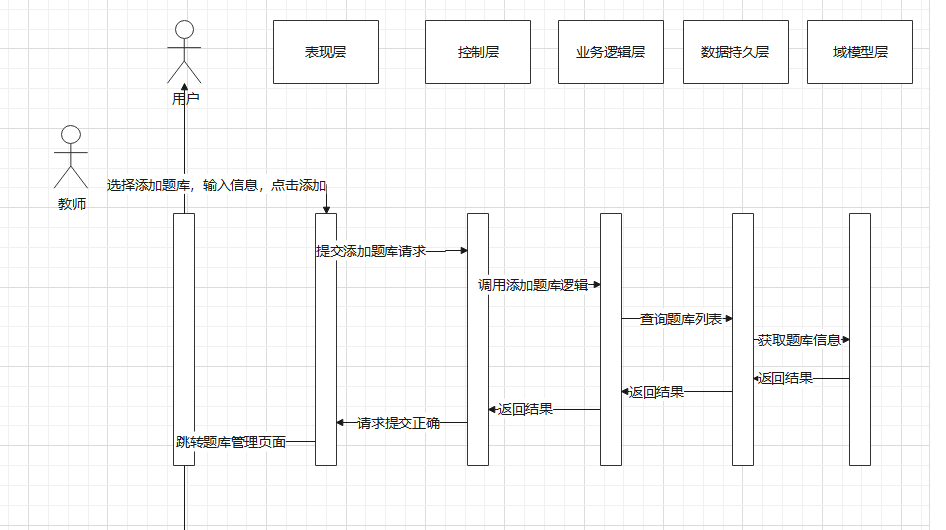 表现层
控制层
业务逻辑层
数据持久层
域模型层
用户
教师
选择添加题库，输入信息，点击添加
提交添加题库请求
调用添加题库逻辑
查询题库列表
获取题库信息
返回结果
返回结果
返回结果
请求提交正确
跳转题库管理页面